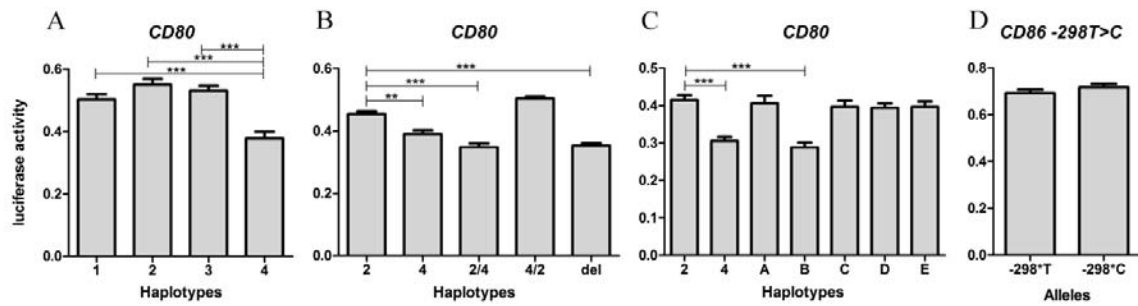 A
CD80
***
***
***
luciferase activity
0.6
0.4
0.2
0.0
1 2 3 4
Haplotypes
B
CD80
***
***
**
0.6
0.4
0.2
0.0
2 4 2/4 4/2 del
Haplotypes
C
CD80
***
***
0.5
0.4
0.3
0.2
0.1
0.0
2 4 A B C D E
Haplotypes
D
CD86 -298T>C
0.8
0.6
0.4
0.2
0.0
-298*T -298*C
Alleles